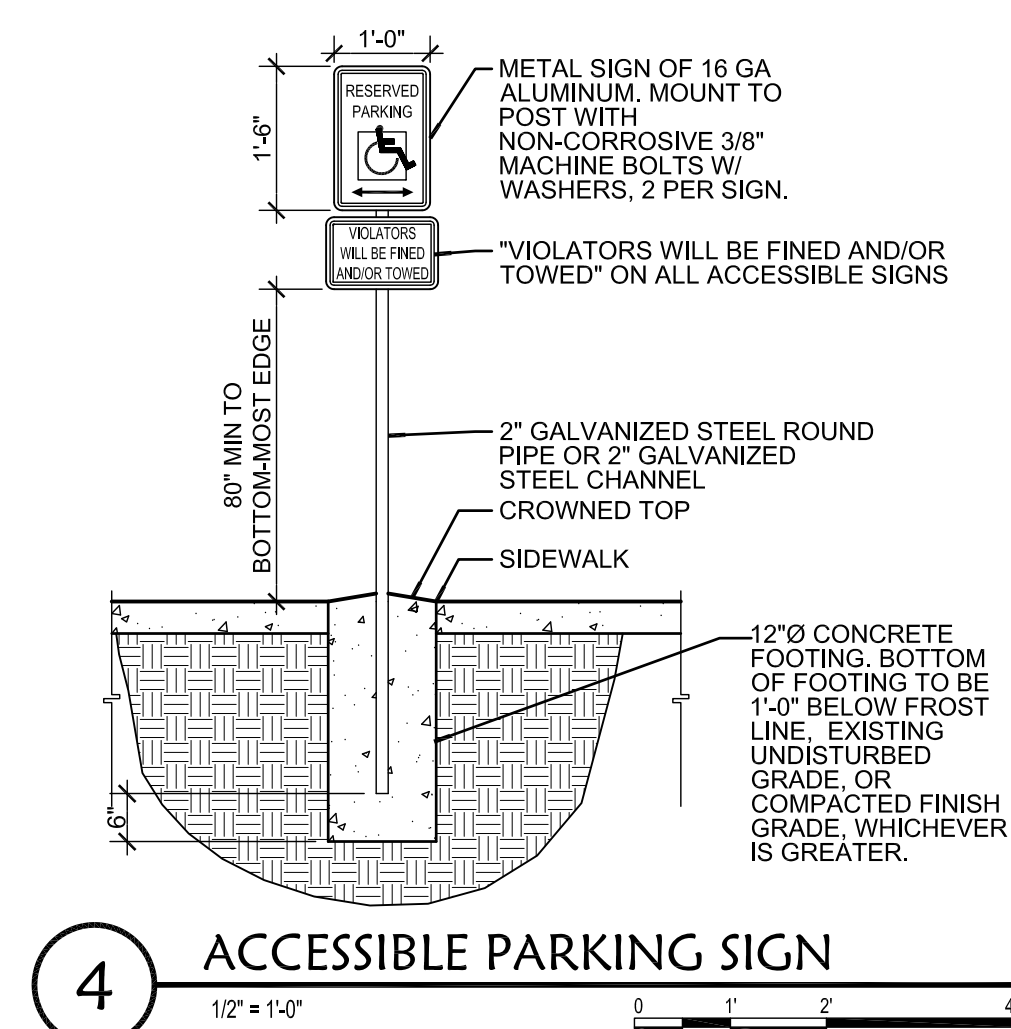 1'-0"
RESERVED
PARKING
1'-6"
METAL SIGN OF 16 GA
ALUMINUM. MOUNT TO
POST WITH
NON-CORROSIVE 3/8"
MACHINE BOLTS W/
WASHERS, 2 PER SIGN.
VIOLATORS
WILL BE FINED
AND/OR TOWED
"VIOLATORS WILL BE FINED AND/OR
TOWED" ON ALL ACCESSIBLE SIGNS
80" MIN TO
BOTTOM-MOST EDGE
2" GALVANIZED STEEL ROUND
PIPE OR 2" GALVANIZED
STEEL CHANNEL
CROWNED TOP
SIDEWALK
12"Ø CONCRETE
FOOTING. BOTTOM
OF FOOTING TO BE
1'-0" BELOW FROST
LINE, EXISTING
UNDISTURBED
GRADE, OR
COMPACTED FINISH
GRADE, WHICHEVER
IS GREATER.
6"
4
ACCESSIBLE PARKING SIGN
1/2" = 1'-0"
0 1' 2' 4